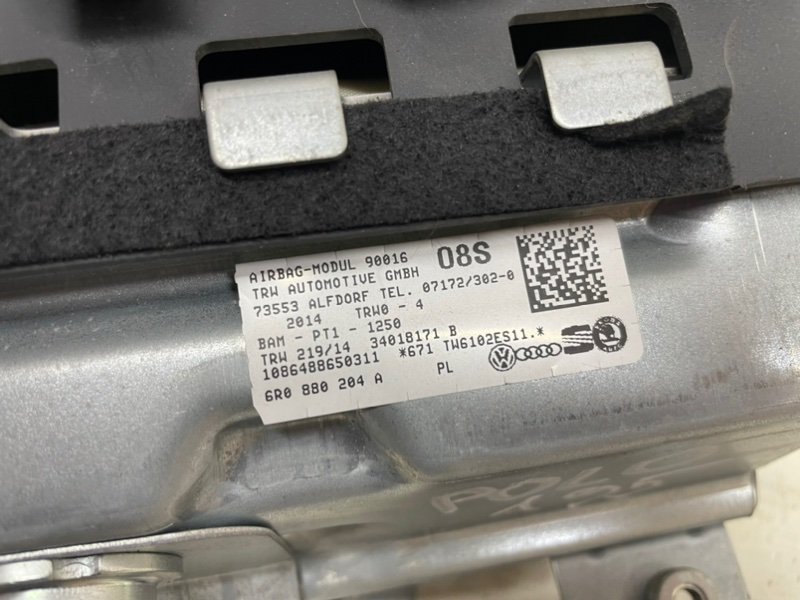 AIRBAG-MODUL 90016 08S
TRW AUTOMOTIVE GMBH
73553 ALFDORF TEL. 07172/302-0
2014 TRW0 - 4
BAM - PT1 - 1250
TRW 219/14 34018171 B
1086488650311 *671 TW6102ES11.*
6R0 880 204 A PL
POLO